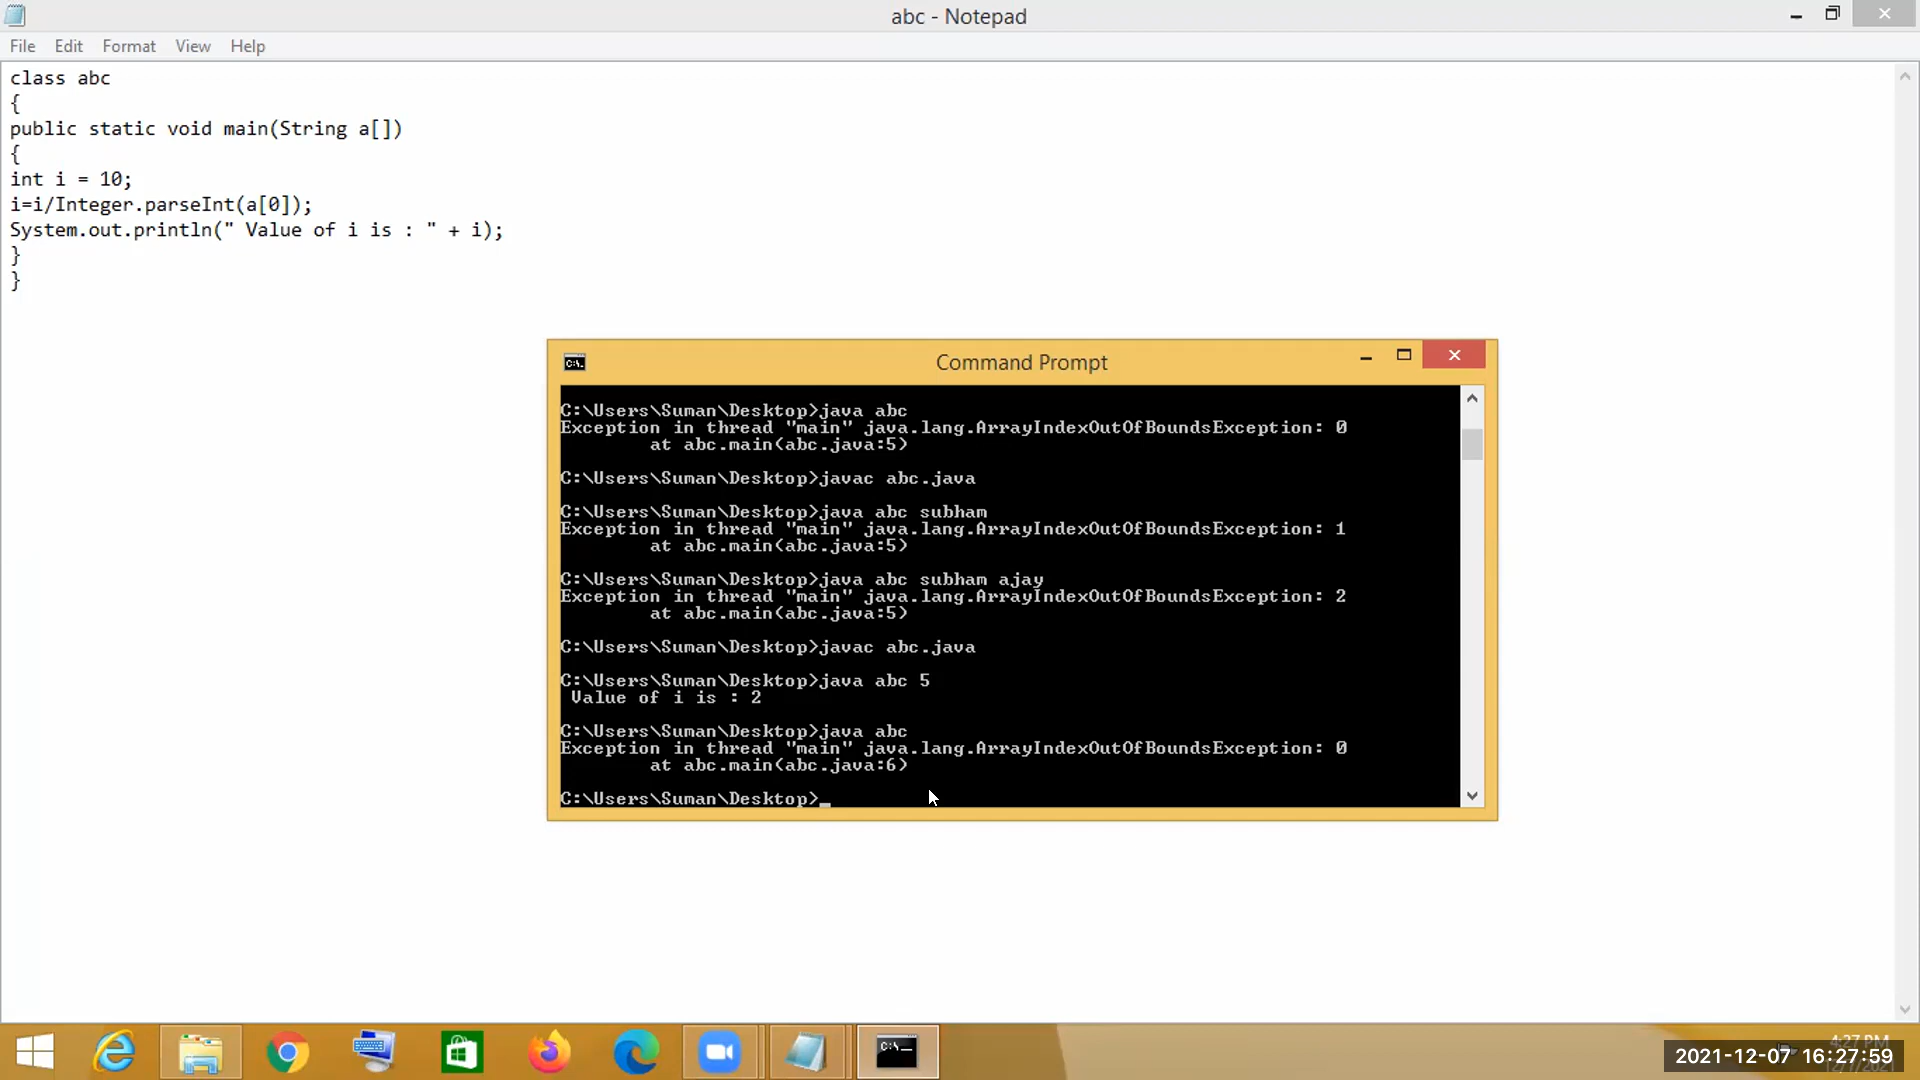 abc - Notepad
File Edit Format View Help
class abc
{
public static void main(String a[])
{
int i = 10;
i=i/Integer.parseInt(a[0]);
System.out.println(" Value of i is : " + i);
}
}
Command Prompt
C:\Users\Suman\Desktop>java abc
Exception in thread "main" java.lang.ArrayIndexOutOfBoundsException: 0
at abc.main(abc.java:5)
C:\Users\Suman\Desktop>javac abc.java
C:\Users\Suman\Desktop>java abc subham
Exception in thread "main" java.lang.ArrayIndexOutOfBoundsException: 1
at abc.main(abc.java:5)
C:\Users\Suman\Desktop>java abc subham ajay
Exception in thread "main" java.lang.ArrayIndexOutOfBoundsException: 2
at abc.main(abc.java:5)
C:\Users\Suman\Desktop>javac abc.java
C:\Users\Suman\Desktop>java abc 5
Value of i is : 2
C:\Users\Suman\Desktop>java abc
Exception in thread "main" java.lang.ArrayIndexOutOfBoundsException: 0
at abc.main(abc.java:6)
C:\Users\Suman\Desktop>_
4:27 PM
2021-12-07 16:27:59